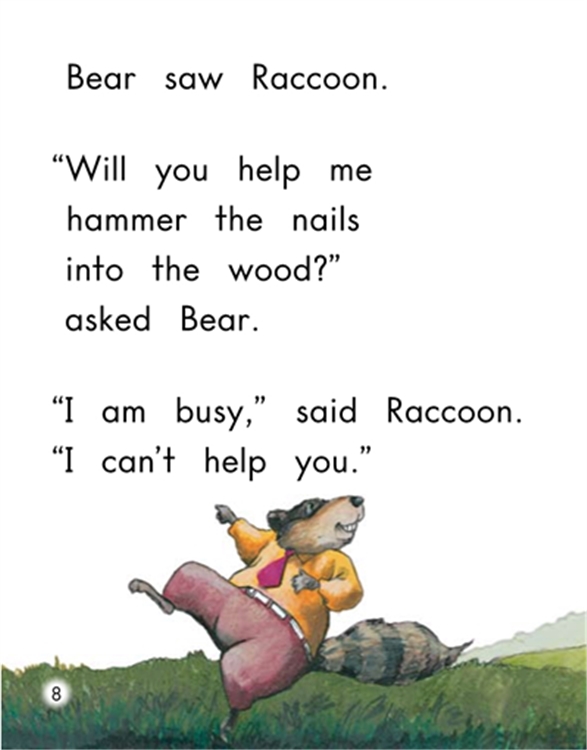 Bear saw Raccoon.
“Will you help me
hammer the nails
into the wood?”
asked Bear.
“I am busy,” said Raccoon.
“I can’t help you.”
8